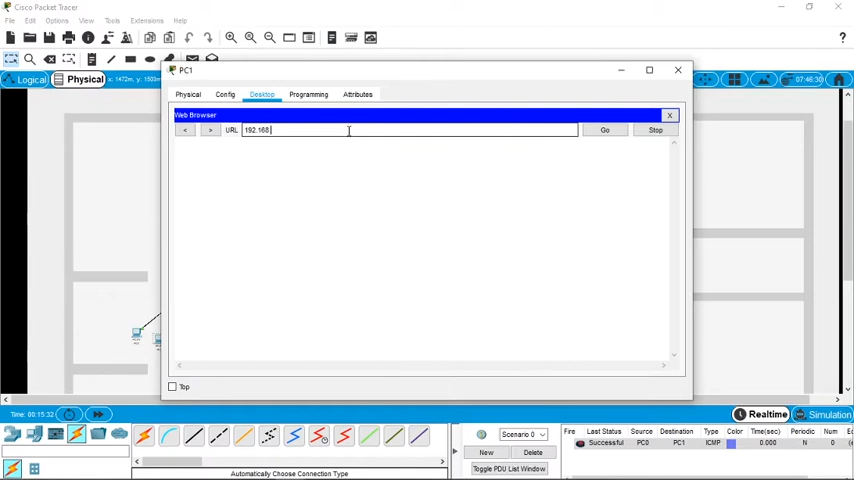 Cisco Packet Tracer
File Edit Options View Tools Extensions Help
Logical Physical x: 1472m, y: 1503m 07:46:30
PC1
Physical Config Desktop Programming Attributes
Web Browser X
< > URL 192.168 Go Stop
Top
Time: 00:15:32 Realtime Simulation
Scenario 0 Fire Last Status Source Destination Type Color Time(sec) Periodic Num
Successful PC0 PC1 ICMP 0.000 N 0
New Delete
Toggle PDU List Window
Automatically Choose Connection Type